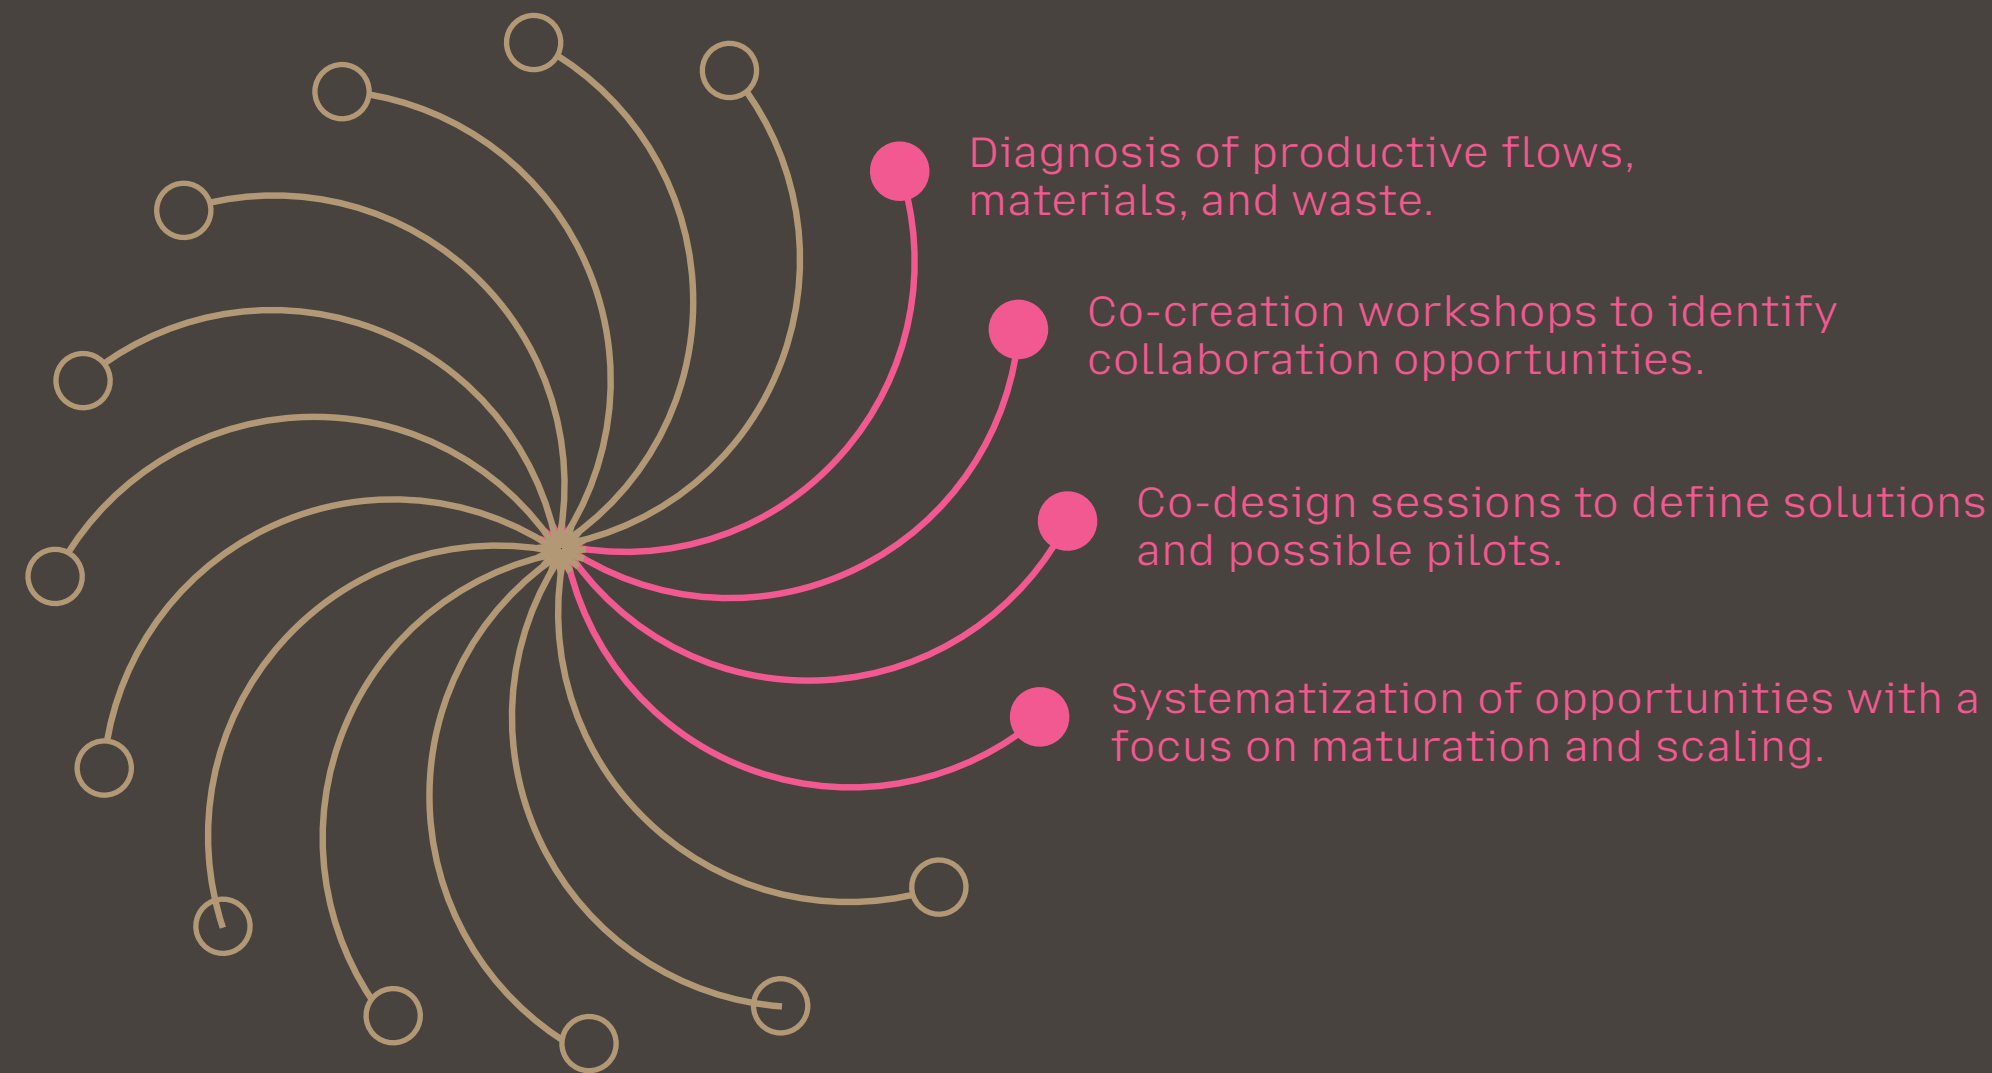 Diagnosis of productive flows,
materials, and waste.
Co-creation workshops to identify
collaboration opportunities.
Co-design sessions to define solutions
and possible pilots.
Systematization of opportunities with a
focus on maturation and scaling.